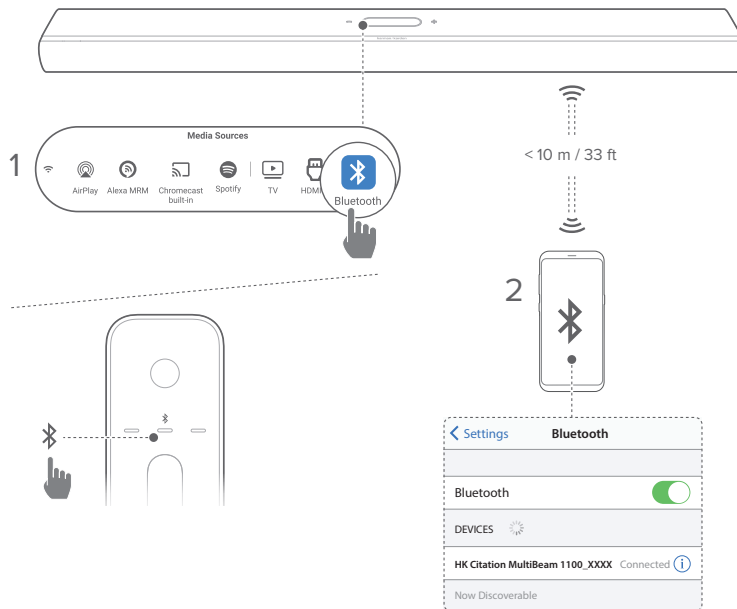 1
Media Sources
AirPlay
Alexa MRM
Chromecast
built-in
Spotify
TV
HDMI
Bluetooth
< 10 m / 33 ft
2
Settings Bluetooth
Bluetooth
DEVICES
HK Citation MultiBeam 1100_XXXX Connected
Now Discoverable